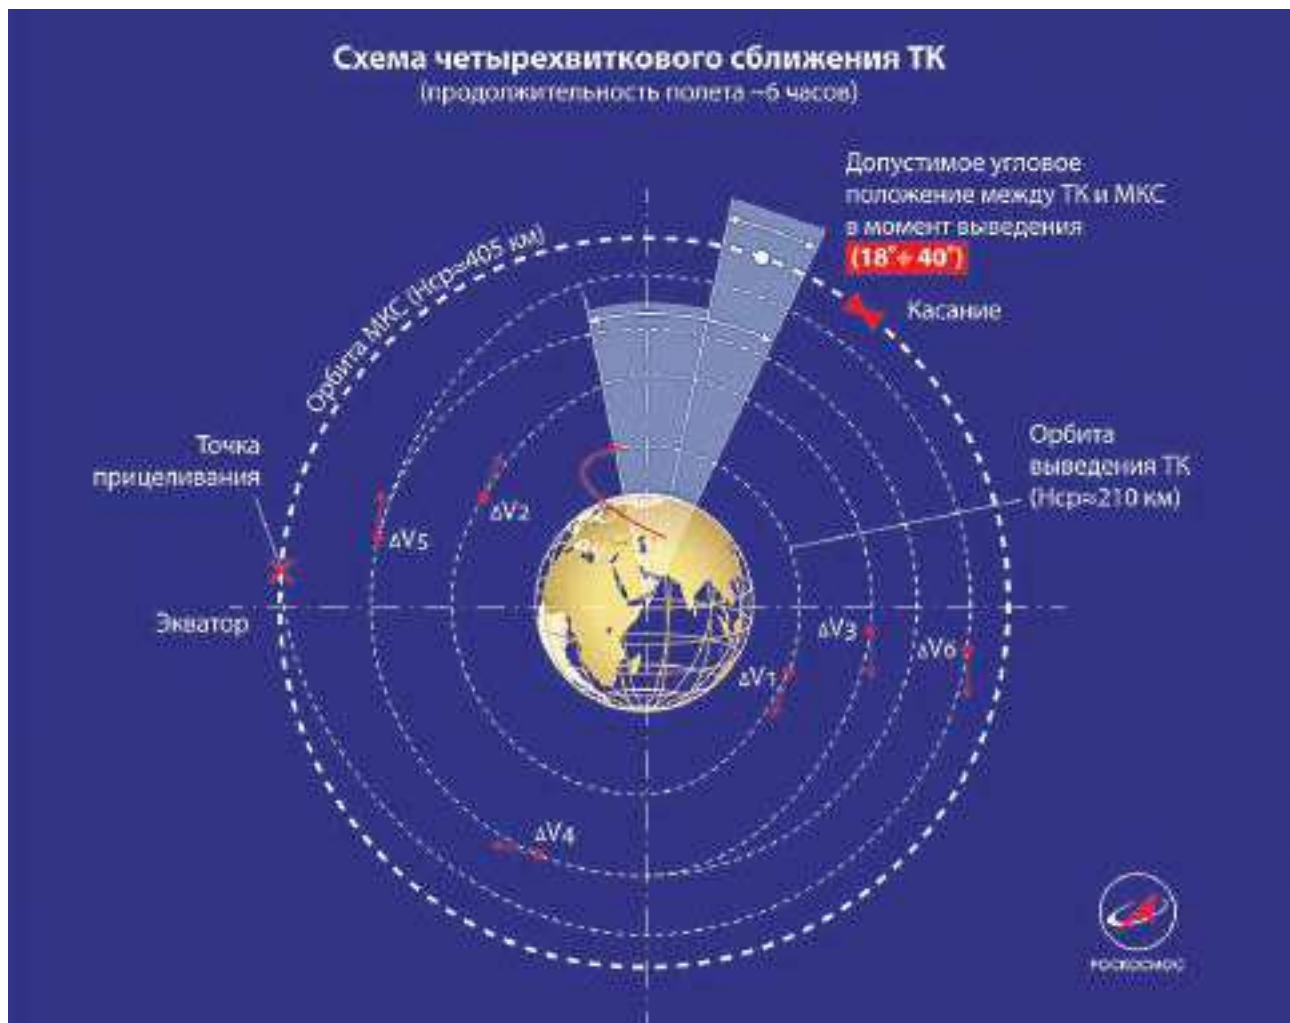 Схема четырехвиткового сближения ТК
(продолжительность полета ~6 часов)
Допустимое угловое
положение между ТК и МКС
в момент выведения
(18°÷ 40°)
Касание
Орбита МКС (Нср≈405 км)
Точка
прицеливания
Орбита
выведения ТК
(Нср≈210 км)
ΔV2
ΔV5
Экватор
ΔV3
ΔV6
ΔV1
ΔV4
РОСКОСМОС